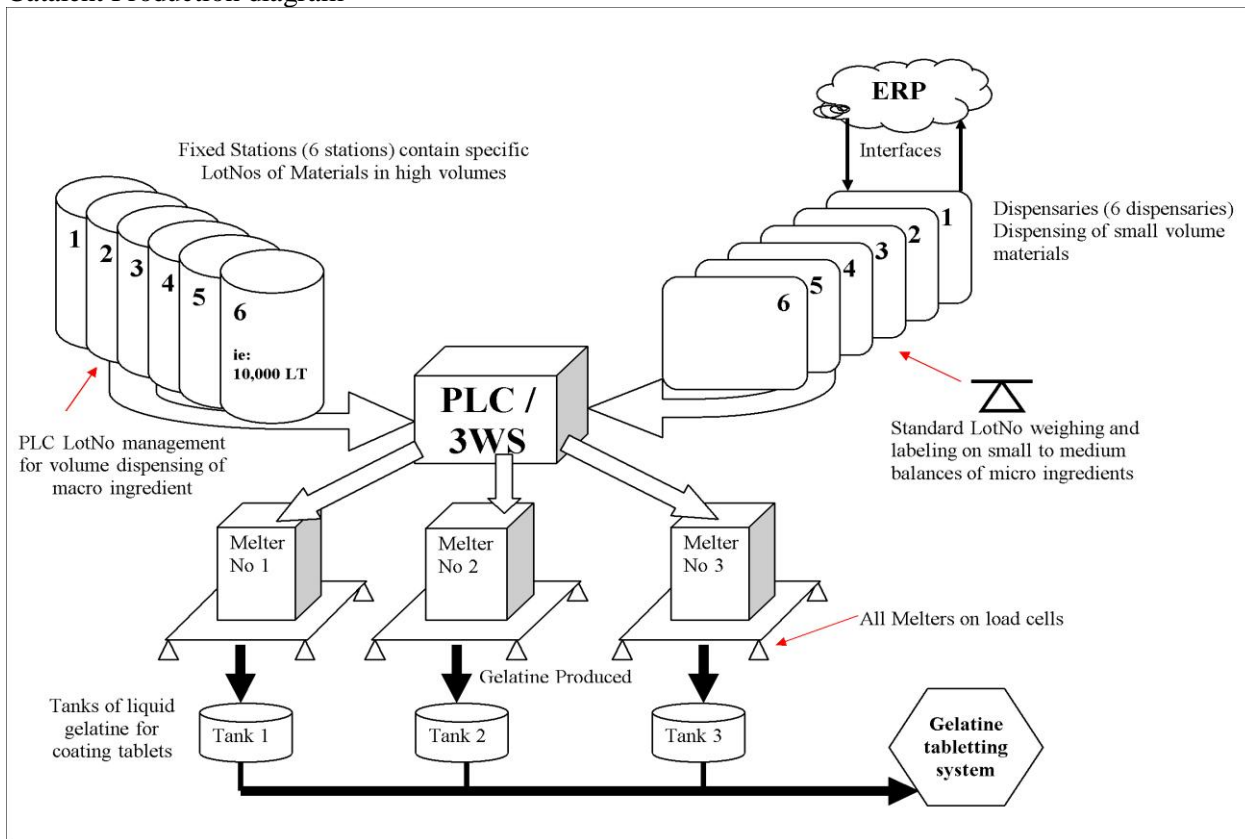 ERP
Interfaces
Fixed Stations (6 stations) contain specific
LotNos of Materials in high volumes
1
2
3
4
5
6
ie:
10,000 LT
1
2
3
4
5
6
Dispensaries (6 dispensaries)
Dispensing of small volume
materials
PLC /
3WS
PLC LotNo management
for volume dispensing of
macro ingredient
Standard LotNo weighing and
labeling on small to medium
balances of micro ingredients
Melter
No 1
Melter
No 2
Melter
No 3
All Melters on load cells
Gelatine Produced
Tanks of liquid
gelatine for
coating tablets
Tank 1
Tank 2
Tank 3
Gelatine
tabletting
system